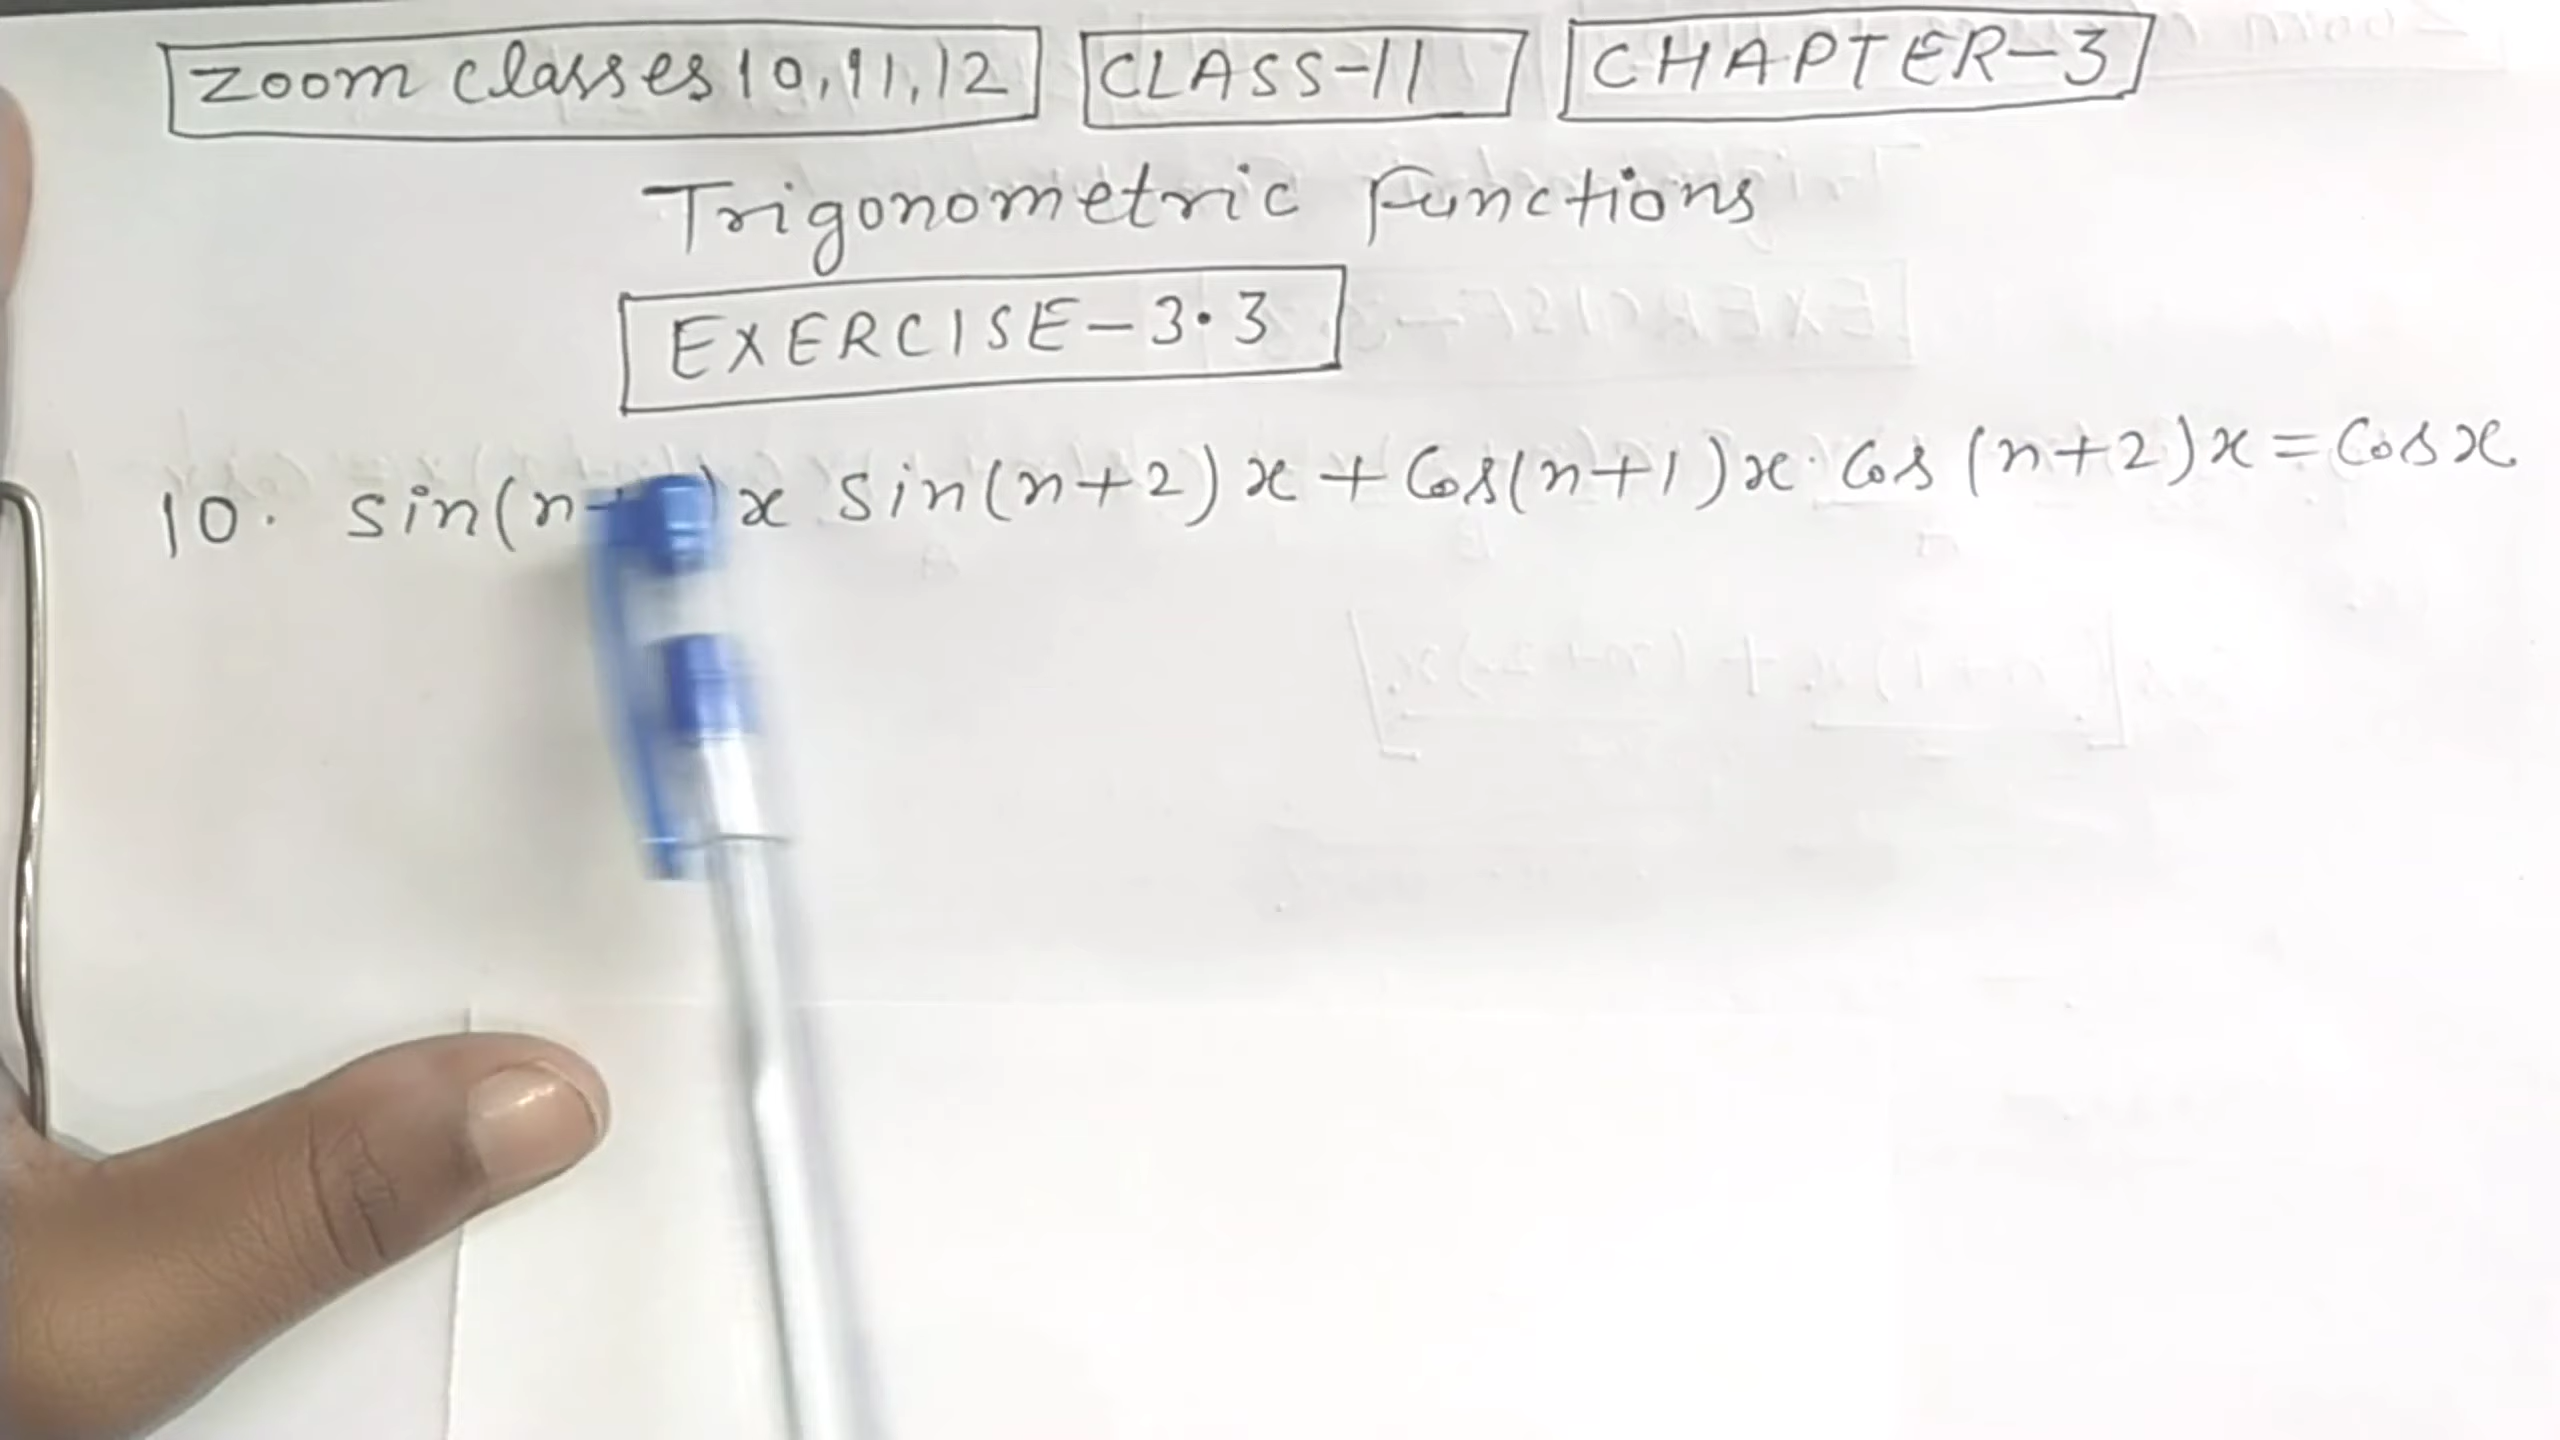 Zoom classes 10,11,12 CLASS-11 CHAPTER-3
Trigonometric Functions
EXERCISE-3.3
10. sin(n )x sin(n+2)x+Cos(n+1)x.Cos(n+2)x=Cosx